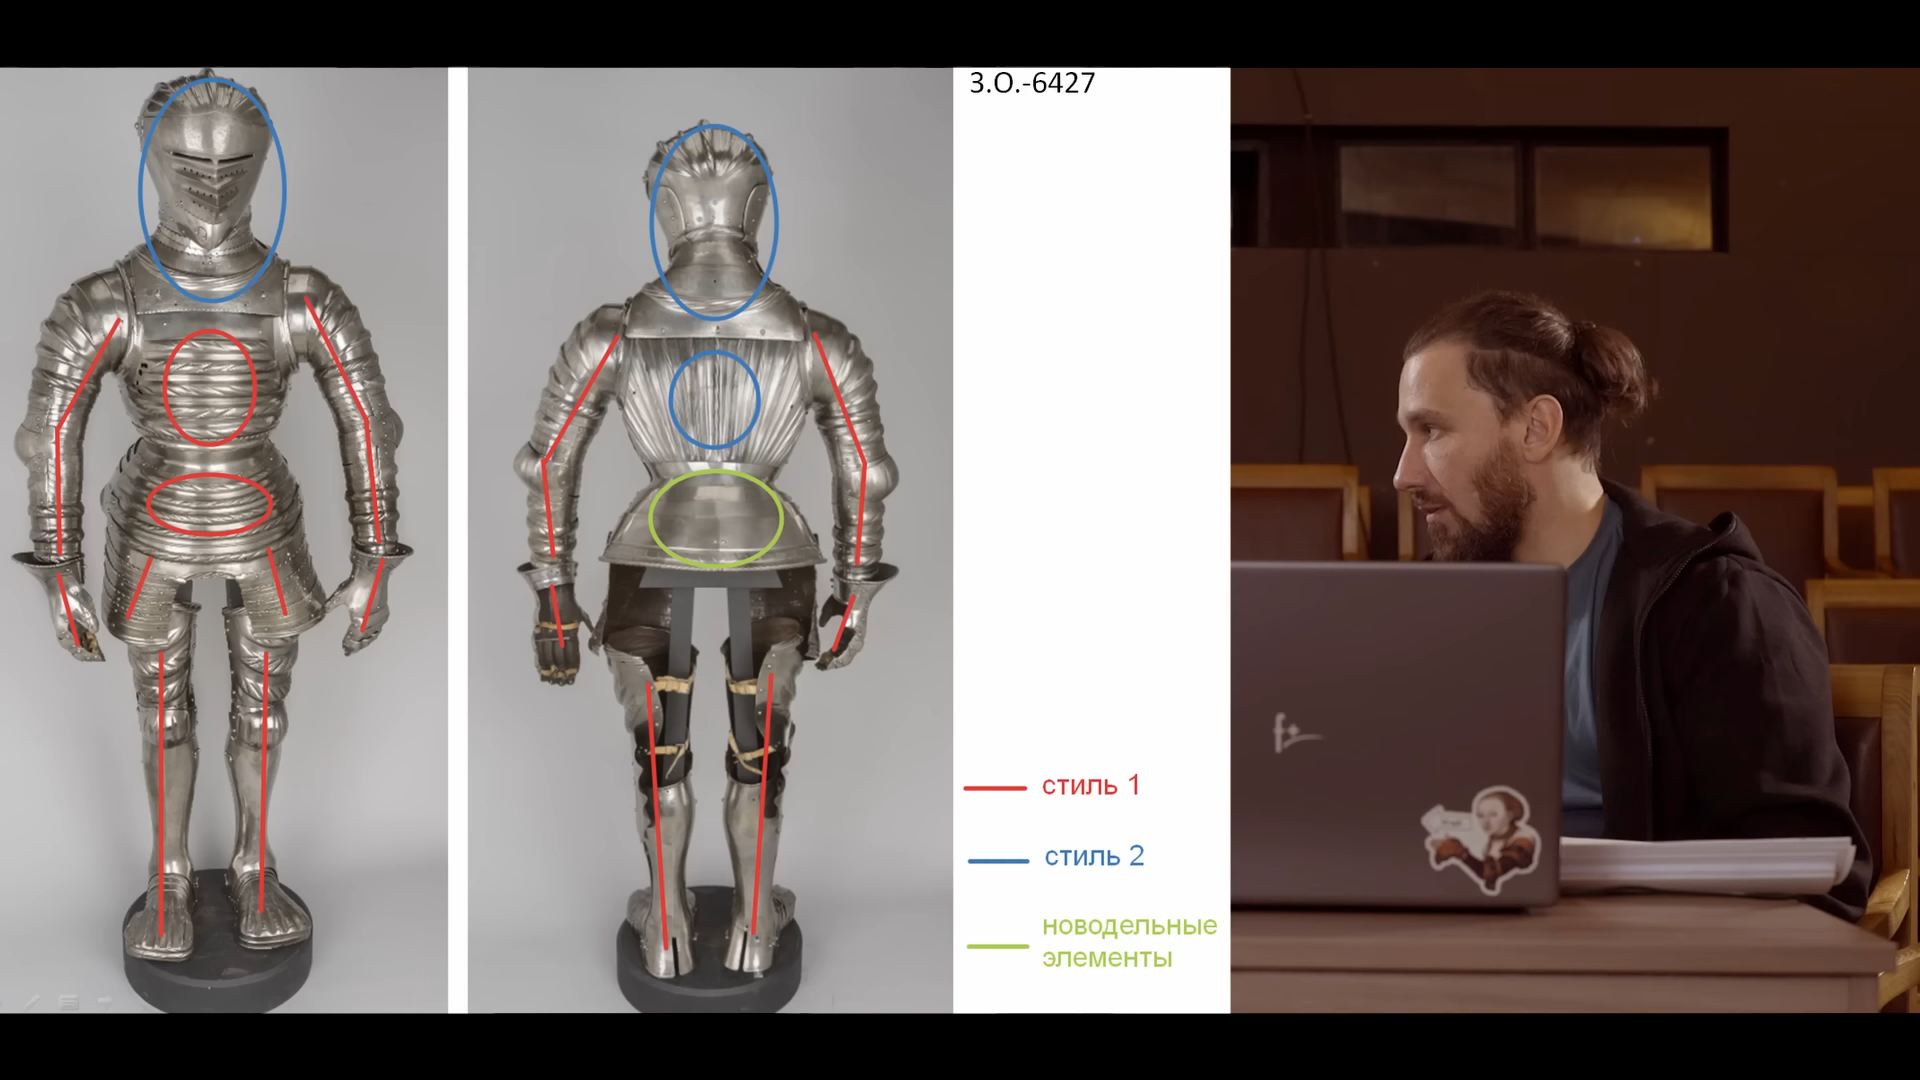 З.О.-6427
стиль 1
стиль 2
новодельные
элементы
f+